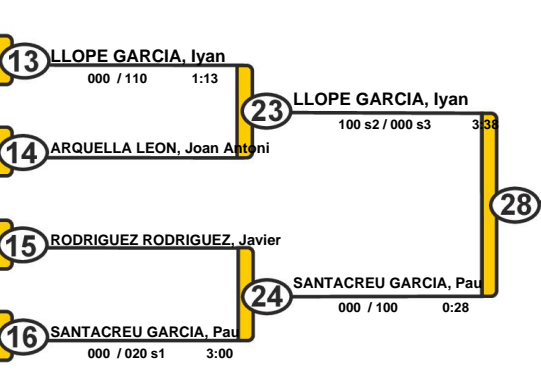 13 LLOPE GARCIA, Iyan
000 / 110 1:13
23 LLOPE GARCIA, Iyan
100 s2 / 000 s3 3:38
14 ARQUELLA LEON, Joan Antoni
28
15 RODRIGUEZ RODRIGUEZ, Javier
24 SANTACREU GARCIA, Pau
000 / 100 0:28
16 SANTACREU GARCIA, Pau
000 / 020 s1 3:00